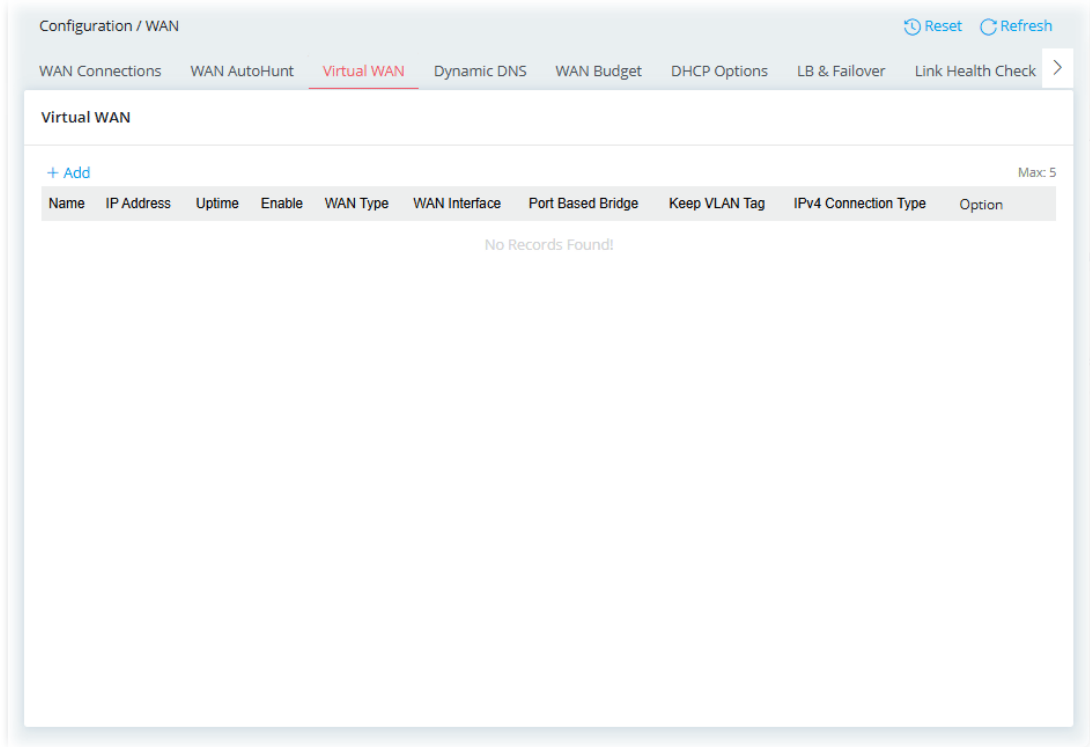 Configuration / WAN Reset Refresh
WAN Connections WAN AutoHunt Virtual WAN Dynamic DNS WAN Budget DHCP Options LB & Failover Link Health Check >
Virtual WAN
+ Add Max: 5
Name IP Address Uptime Enable WAN Type WAN Interface Port Based Bridge Keep VLAN Tag IPv4 Connection Type Option
No Records Found!